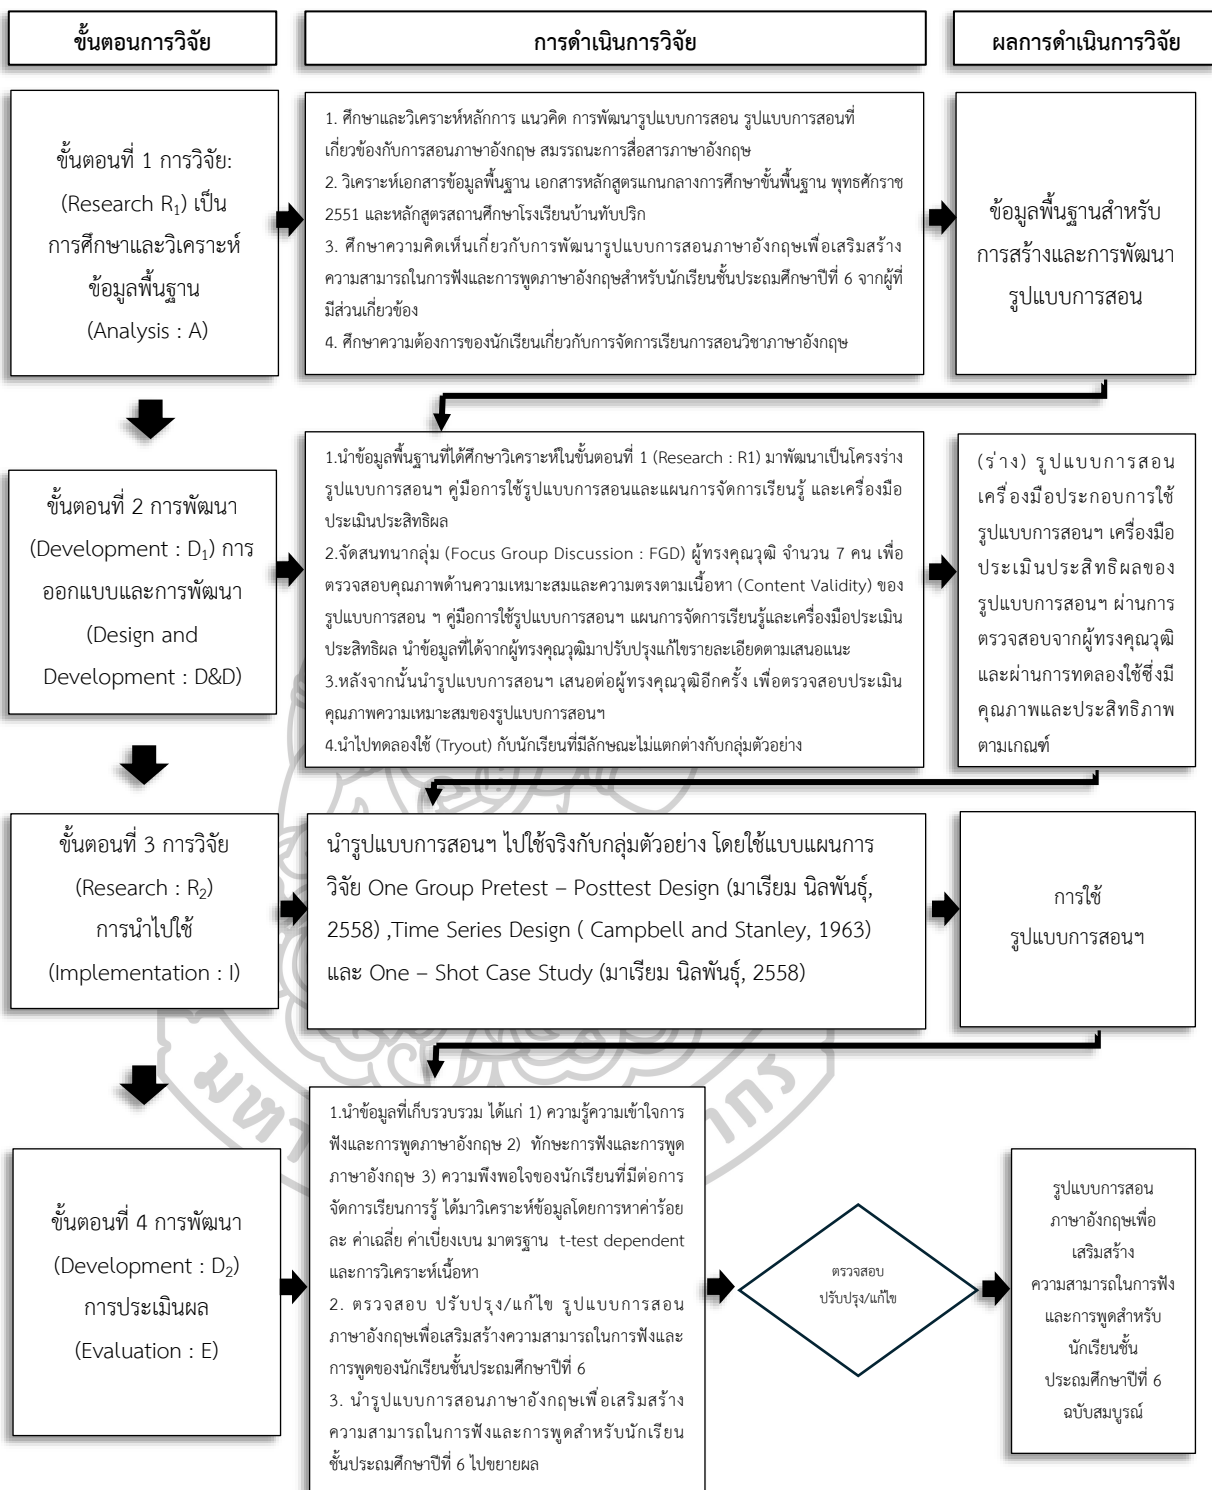 ขั้นตอนการวิจัย
การดำเนินการวิจัย
ผลการดำเนินการวิจัย
ขั้นตอนที่ 1 การวิจัย:
(Research R1) เป็น
การศึกษาและวิเคราะห์
ข้อมูลพื้นฐาน
(Analysis : A)
1. ศึกษาและวิเคราะห์หลักการ แนวคิด การพัฒนารูปแบบการสอน รูปแบบการสอนที่
เกี่ยวข้องกับการสอนภาษาอังกฤษ สมรรถนะการสื่อสารภาษาอังกฤษ
2. วิเคราะห์เอกสารข้อมูลพื้นฐาน เอกสารหลักสูตรแกนกลางการศึกษาขั้นพื้นฐาน พุทธศักราช
2551 และหลักสูตรสถานศึกษาโรงเรียนบ้านทับปริก
3. ศึกษาความคิดเห็นเกี่ยวกับการพัฒนารูปแบบการสอนภาษาอังกฤษเพื่อเสริมสร้าง
ความสามารถในการฟังและการพูดภาษาอังกฤษสำหรับนักเรียนชั้นประถมศึกษาปีที่ 6 จากผู้ที่
มีส่วนเกี่ยวข้อง
4. ศึกษาความต้องการของนักเรียนเกี่ยวกับการจัดการเรียนการสอนวิชาภาษาอังกฤษ
ข้อมูลพื้นฐานสำหรับ
การสร้างและการพัฒนา
รูปแบบการสอน
ขั้นตอนที่ 2 การพัฒนา
(Development : D1) การ
ออกแบบและการพัฒนา
(Design and
Development : D&D)
1.นำข้อมูลพื้นฐานที่ได้ศึกษาวิเคราะห์ในขั้นตอนที่ 1 (Research : R1) มาพัฒนาเป็นโครงร่าง
รูปแบบการสอนฯ คู่มือการใช้รูปแบบการสอนและแผนการจัดการเรียนรู้ และเครื่องมือ
ประเมินประสิทธิผล
2.จัดสนทนากลุ่ม (Focus Group Discussion : FGD) ผู้ทรงคุณวุฒิ จำนวน 7 คน เพื่อ
ตรวจสอบคุณภาพด้านความเหมาะสมและความตรงตามเนื้อหา (Content Validity) ของ
รูปแบบการสอน ฯ คู่มือการใช้รูปแบบการสอนฯ แผนการจัดการเรียนรู้และเครื่องมือประเมิน
ประสิทธิผล นำข้อมูลที่ได้จากผู้ทรงคุณวุฒิมาปรับปรุงแก้ไขรายละเอียดตามเสนอแนะ
3.หลังจากนั้นนำรูปแบบการสอนฯ เสนอต่อผู้ทรงคุณวุฒิอีกครั้ง เพื่อตรวจสอบประเมิน
คุณภาพความเหมาะสมของรูปแบบการสอนฯ
4.นำไปทดลองใช้ (Tryout) กับนักเรียนที่มีลักษณะไม่แตกต่างกับกลุ่มตัวอย่าง
(ร่าง) รูปแบบการสอน
เครื่องมือประกอบการใช้
รูปแบบการสอนฯ เครื่องมือ
ประเมินประสิทธิผลของ
รูปแบบการสอนฯ ผ่านการ
ตรวจสอบจากผู้ทรงคุณวุฒิ
และผ่านการทดลองใช้ซึ่งมี
คุณภาพและประสิทธิภาพ
ตามเกณฑ์
ขั้นตอนที่ 3 การวิจัย
(Research : R2)
การนำไปใช้
(Implementation : I)
นำรูปแบบการสอนฯ ไปใช้จริงกับกลุ่มตัวอย่าง โดยใช้แบบแผนการ
วิจัย One Group Pretest – Posttest Design (มาเรียม นิลพันธุ์,
2558) ,Time Series Design ( Campbell and Stanley, 1963)
และ One – Shot Case Study (มาเรียม นิลพันธุ์, 2558)
การใช้
รูปแบบการสอนฯ
ขั้นตอนที่ 4 การพัฒนา
(Development : D2)
การประเมินผล
(Evaluation : E)
1.นำข้อมูลที่เก็บรวบรวม ได้แก่ 1) ความรู้ความเข้าใจการ
ฟังและการพูดภาษาอังกฤษ 2) ทักษะการฟังและการพูด
ภาษาอังกฤษ 3) ความพึงพอใจของนักเรียนที่มีต่อการ
จัดการเรียนการรู้ ได้มาวิเคราะห์ข้อมูลโดยการหาค่าร้อย
ละ ค่าเฉลี่ย ค่าเบี่ยงเบน มาตรฐาน t-test dependent
และการวิเคราะห์เนื้อหา
2. ตรวจสอบ ปรับปรุง/แก้ไข รูปแบบการสอน
ภาษาอังกฤษเพื่อเสริมสร้างความสามารถในการฟังและ
การพูดของนักเรียนชั้นประถมศึกษาปีที่ 6
3. นำรูปแบบการสอนภาษาอังกฤษเพื่อเสริมสร้าง
ความสามารถในการฟังและการพูดสำหรับนักเรียน
ชั้นประถมศึกษาปีที่ 6 ไปขยายผล
ตรวจสอบ
ปรับปรุง/แก้ไข
รูปแบบการสอน
ภาษาอังกฤษเพื่อ
เสริมสร้าง
ความสามารถในการฟัง
และการพูดสำหรับ
นักเรียนชั้น
ประถมศึกษาปีที่ 6
ฉบับสมบูรณ์